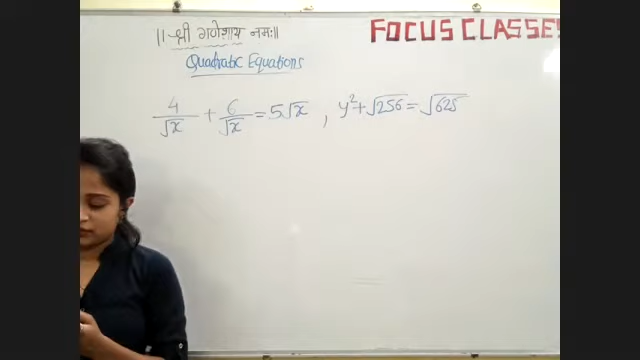 ||श्री गणेशाय नमः||
FOCUS CLASSES
Quadratic Equations
4/√x + 6/√x = 5√x , y²+√256 = √625